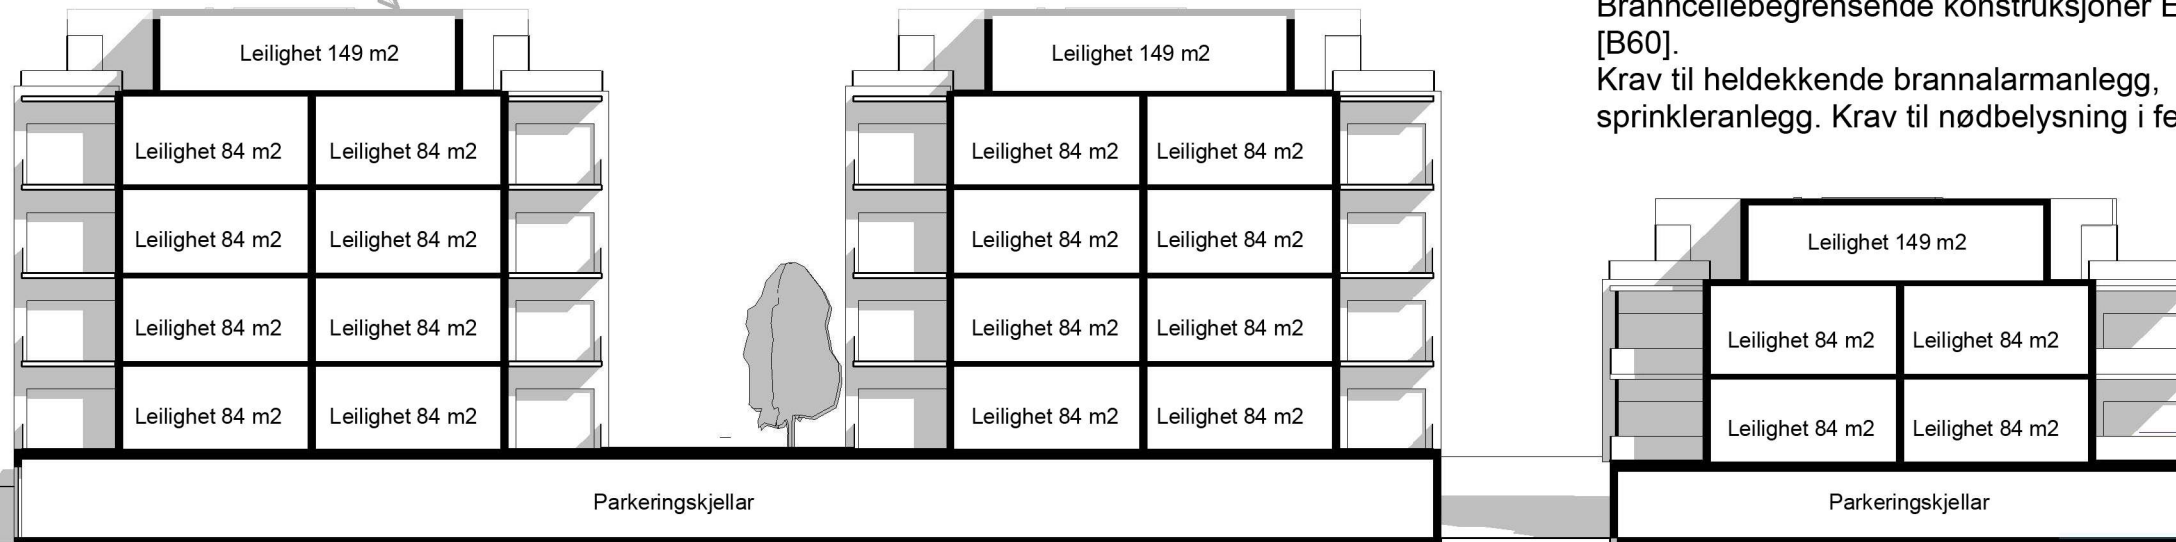 Branncellebegrensende konstruksjoner E
[B60].
Krav til heldekkende brannalarmanlegg,
sprinkleranlegg. Krav til nødbelysning i fe
Leilighet 149 m2
Leilighet 84 m2 Leilighet 84 m2
Leilighet 84 m2 Leilighet 84 m2
Leilighet 84 m2 Leilighet 84 m2
Leilighet 84 m2 Leilighet 84 m2
Leilighet 149 m2
Leilighet 84 m2 Leilighet 84 m2
Leilighet 84 m2 Leilighet 84 m2
Leilighet 84 m2 Leilighet 84 m2
Leilighet 84 m2 Leilighet 84 m2
Parkeringskjellar
Leilighet 149 m2
Leilighet 84 m2 Leilighet 84 m2
Leilighet 84 m2 Leilighet 84 m2
Parkeringskjellar